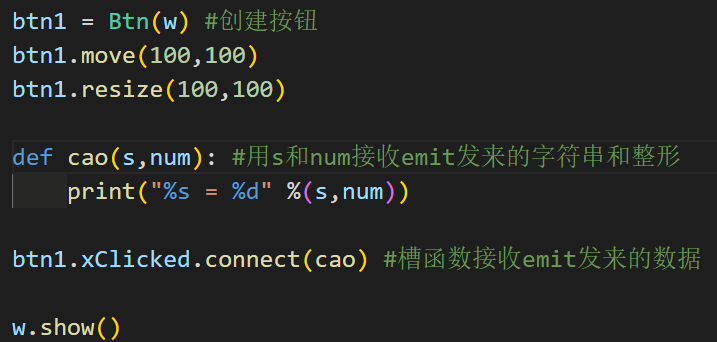 btn1 = Btn(w) #创建按钮
btn1.move(100,100)
btn1.resize(100,100)
def cao(s,num): #用s和num接收emit发来的字符串和整形
print("%s = %d" %(s,num))
btn1.xClicked.connect(cao) #槽函数接收emit发来的数据
w.show()